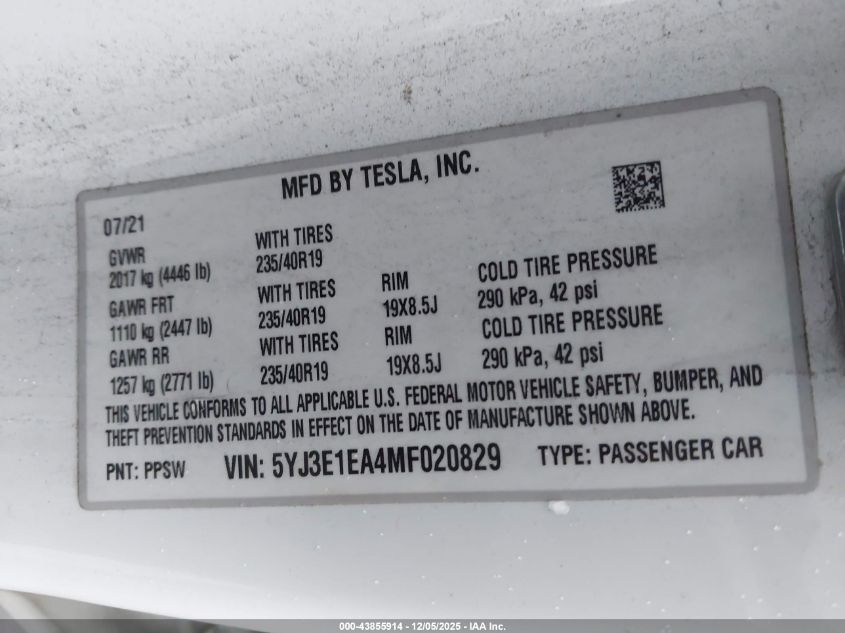 MFD BY TESLA, INC.
07/21
GVWR WITH TIRES
2017 kg (4446 lb) 235/40R19
GAWR FRT WITH TIRES RIM COLD TIRE PRESSURE
1110 kg (2447 lb) 235/40R19 19X8.5J 290 kPa, 42 psi
GAWR RR WITH TIRES RIM COLD TIRE PRESSURE
1257 kg (2771 lb) 235/40R19 19X8.5J 290 kPa, 42 psi
THIS VEHICLE CONFORMS TO ALL APPLICABLE U.S. FEDERAL MOTOR VEHICLE SAFETY, BUMPER, AND
THEFT PREVENTION STANDARDS IN EFFECT ON THE DATE OF MANUFACTURE SHOWN ABOVE.
PNT: PPSW VIN: 5YJ3E1EA4MF020829 TYPE: PASSENGER CAR
000-43855914 - 12/05/2025 - IAA Inc.